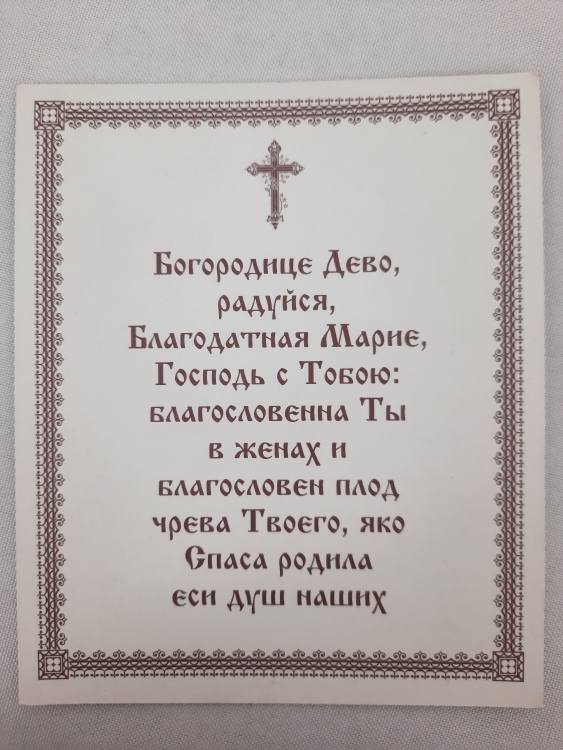 Богородице Дево,
радуйся,
Благодатная Марие,
Господь с Тобою:
благословенна Ты
в женах и
благословен плод
чрева Твоего, яко
Спаса родила
еси душ наших